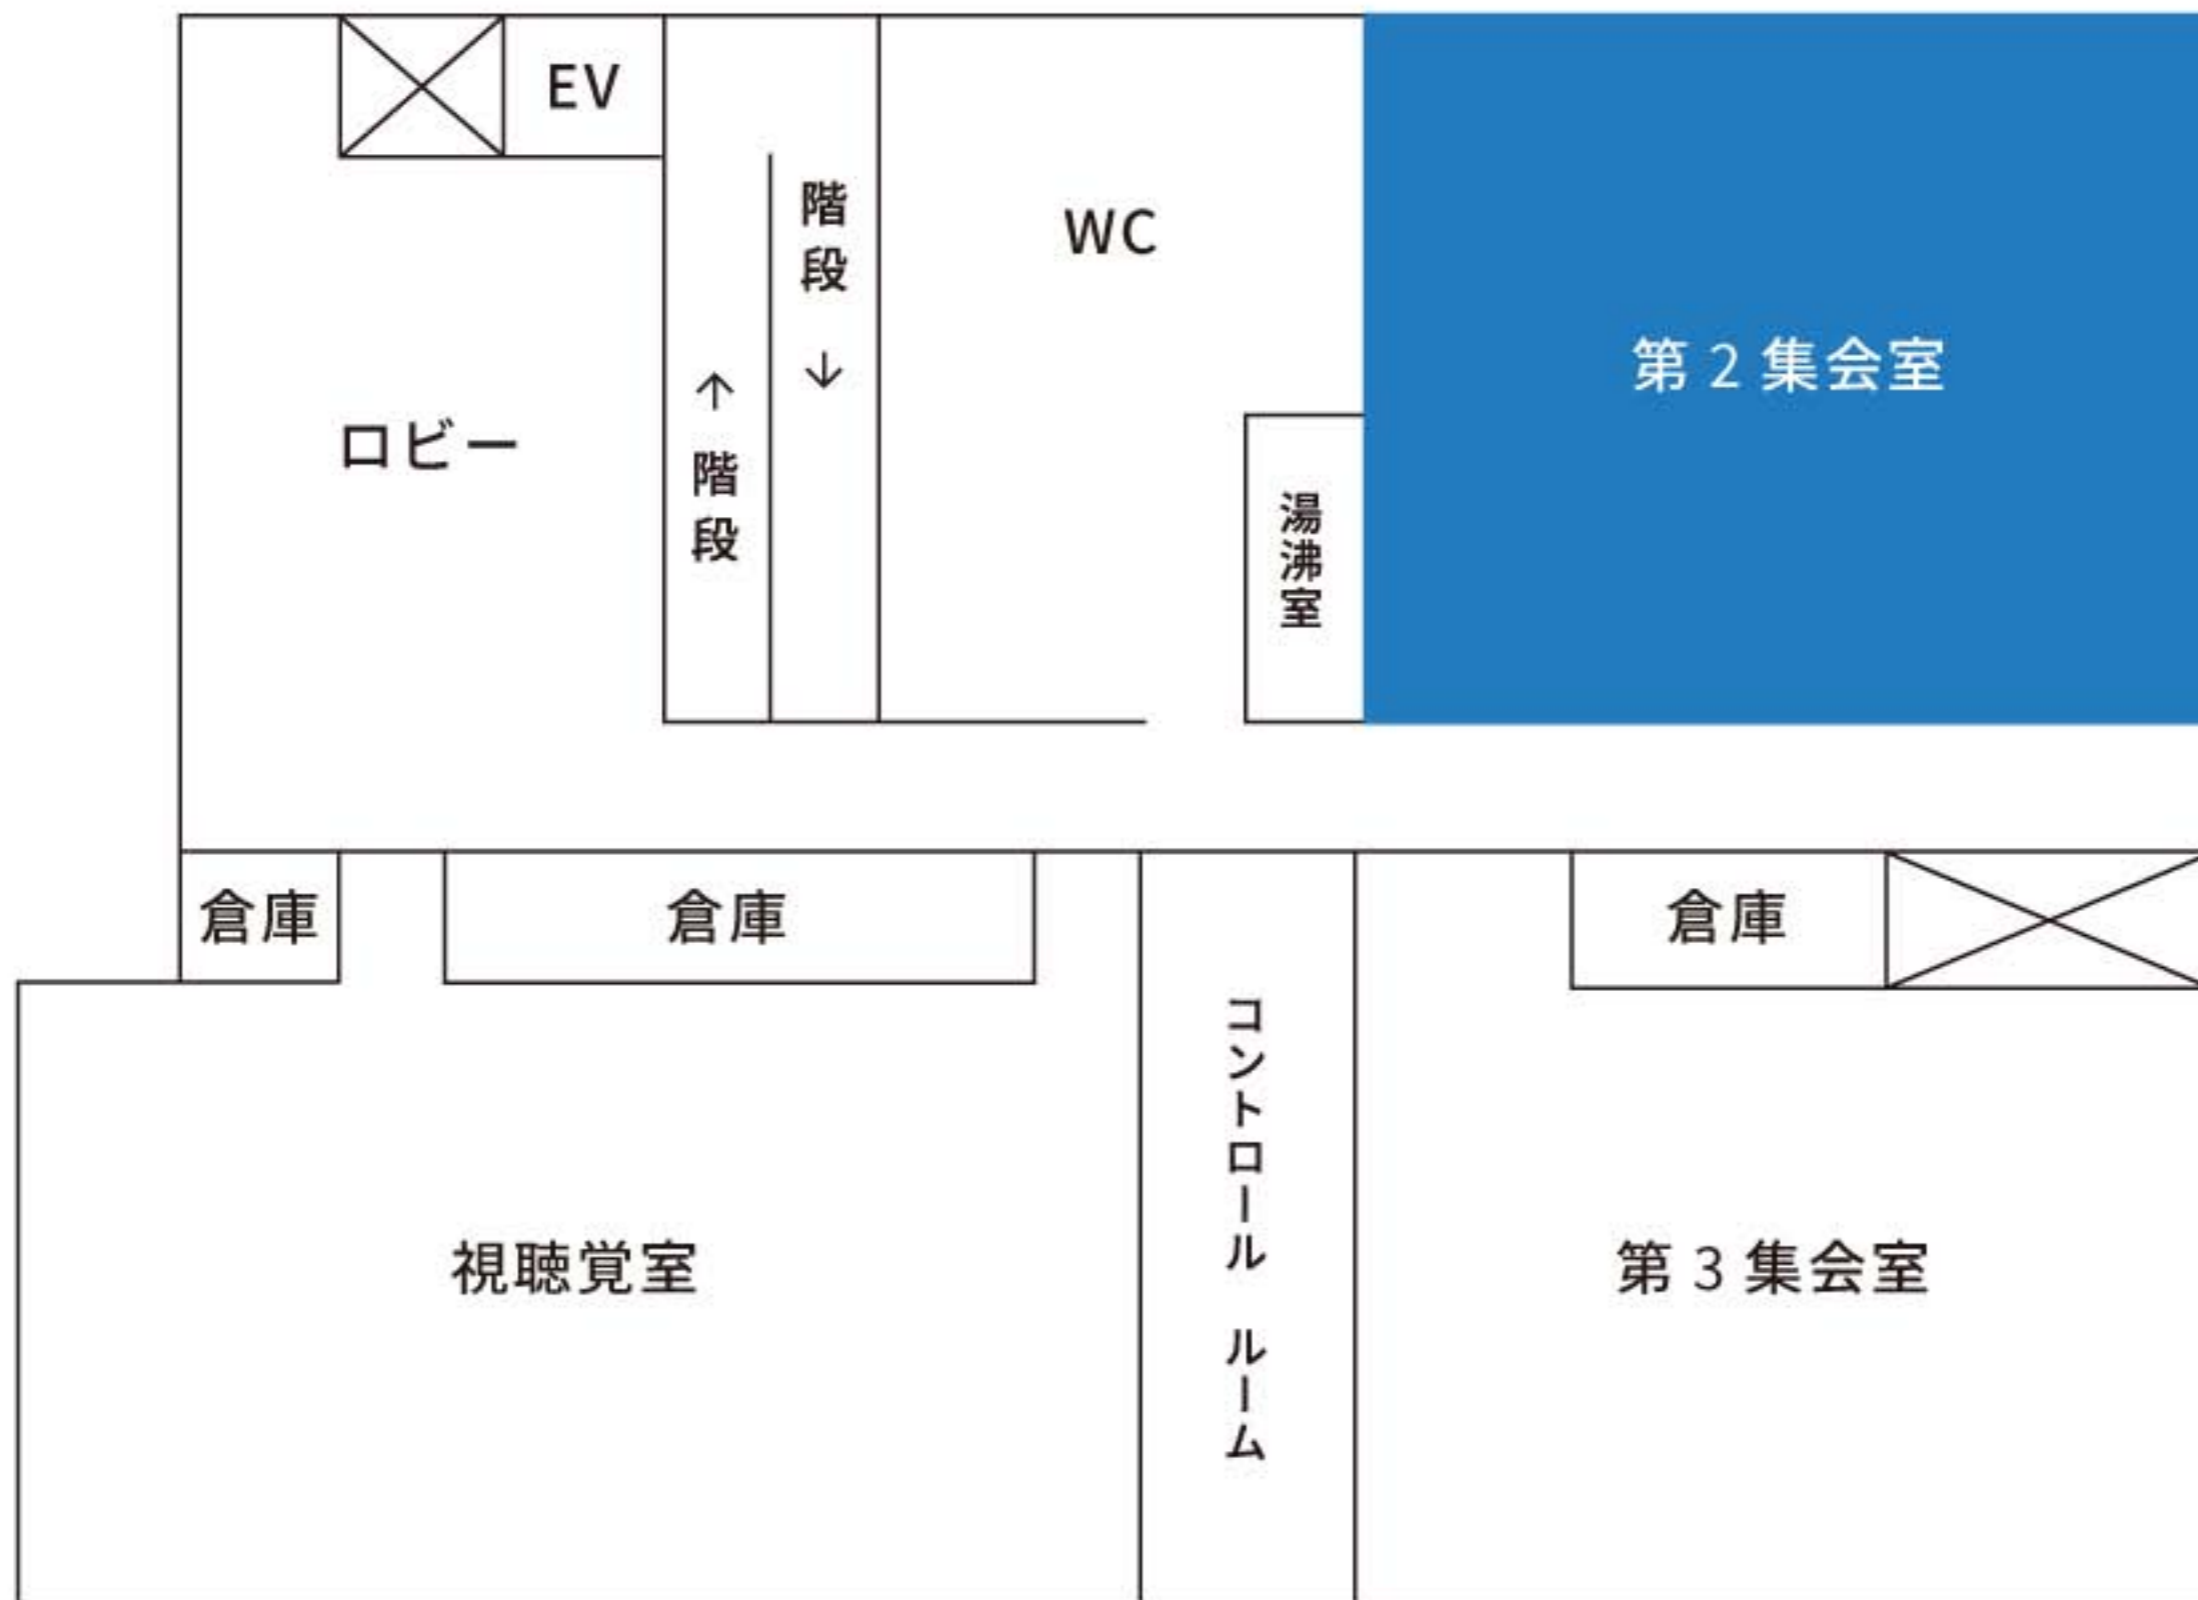 EV
階段 ↓
WC
第 2 集会室
ロビー
↑ 階段
湯沸室
倉庫
倉庫
倉庫
コントロール ルーム
視聴覚室
第 3 集会室